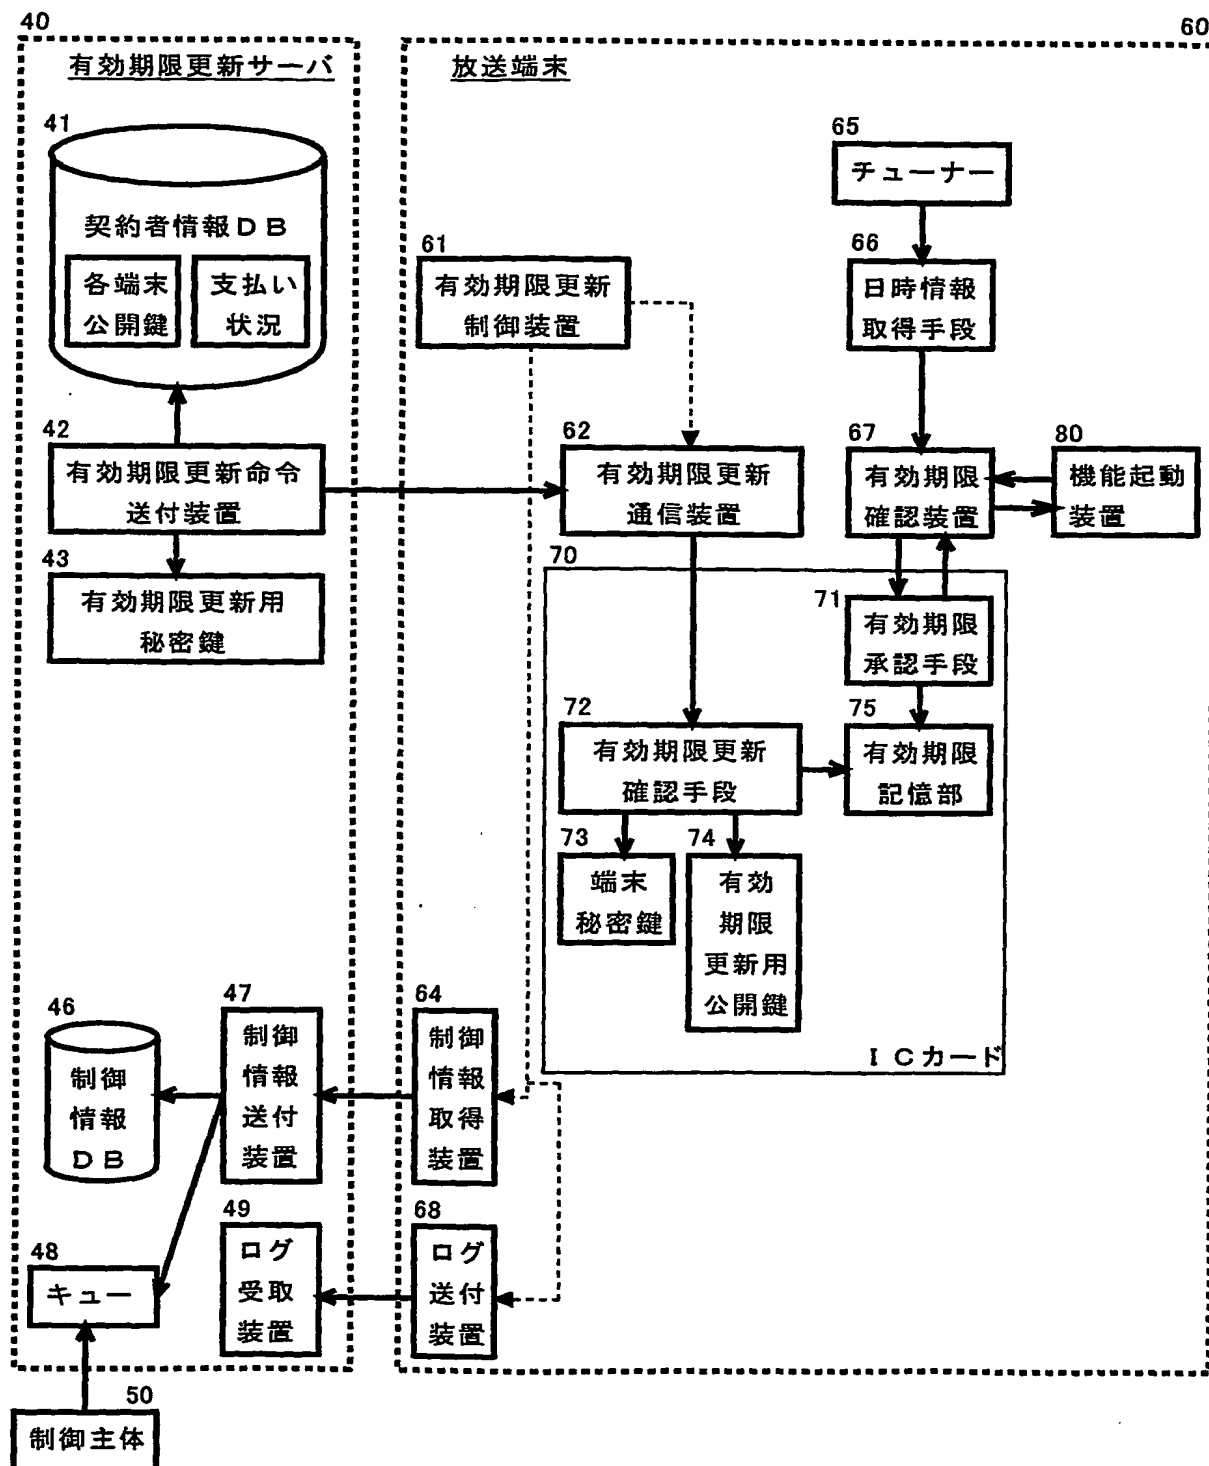 40
有効期限更新サーバ
41
契約者情報DB
各端末
公開鍵
支払い
状況
42
有効期限更新命令
送付装置
43
有効期限更新用
秘密鍵
46
制御
情報
DB
47
制御
情報
送付
装置
48
キュー
49
ログ
受取
装置
50
制御主体
60
放送端末
61
有効期限更新
制御装置
62
有効期限更新
通信装置
64
制御
情報
取得
装置
65
チューナー
66
日時情報
取得手段
67
有効期限
確認装置
80
機能起動
装置
68
ログ
送付
装置
70
71
有効期限
承認手段
72
有効期限更新
確認手段
73
端末
秘密鍵
74
有効
期限
更新用
公開鍵
75
有効期限
記憶部
ICカード